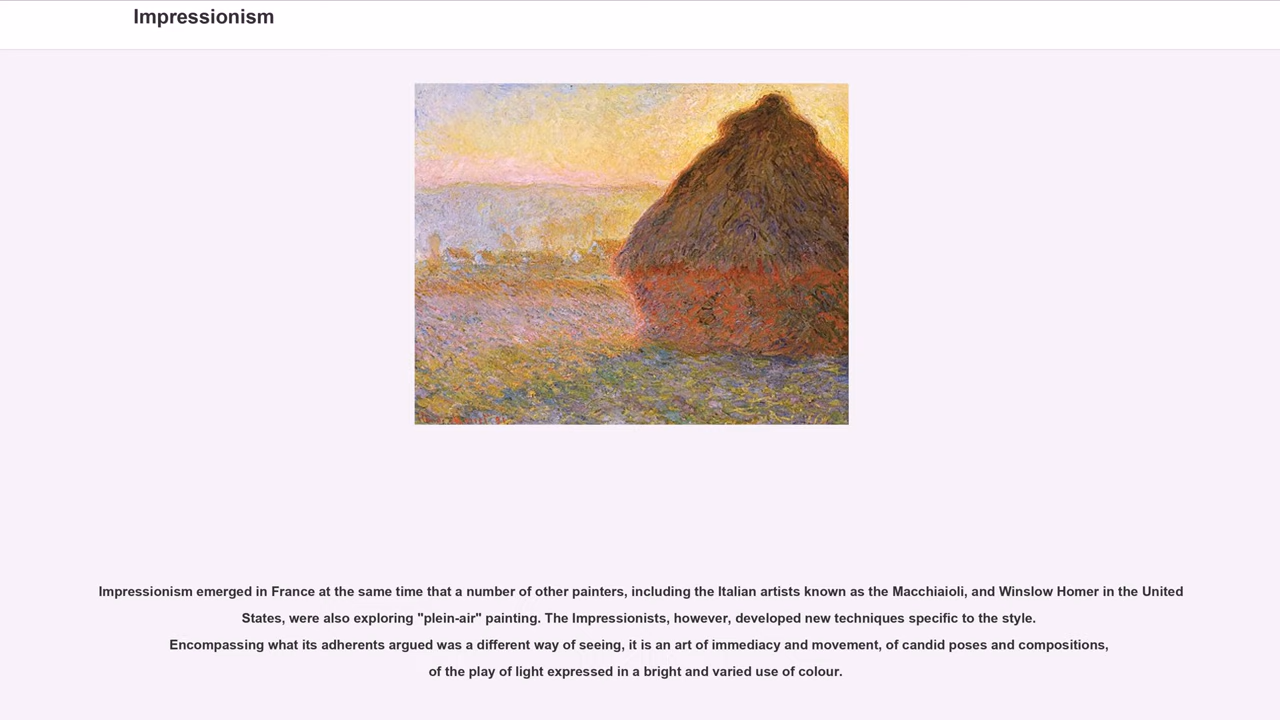 Impressionism
Impressionism emerged in France at the same time that a number of other painters, including the Italian artists known as the Macchiaioli, and Winslow Homer in the United
States, were also exploring "plein-air" painting. The Impressionists, however, developed new techniques specific to the style.
Encompassing what its adherents argued was a different way of seeing, it is an art of immediacy and movement, of candid poses and compositions,
of the play of light expressed in a bright and varied use of colour.